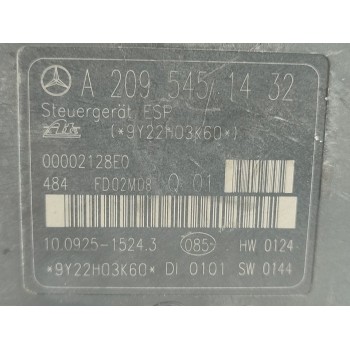 A 209 545 14 32
Steuergerät ESP
ate (*9Y22H03K60*)
00002128E0
484 FD02M08 Q 01
10.0925-1524.3 085 HW 0124
*9Y22H03K60* DI 0101 SW 0144